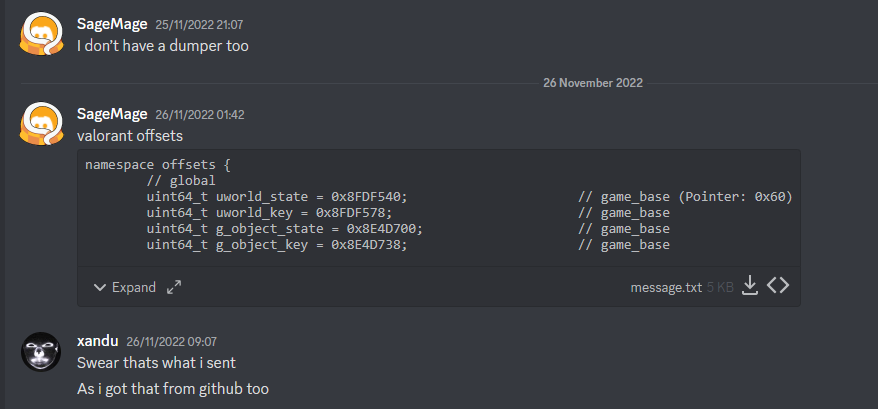 SageMage 25/11/2022 21:07
I don't have a dumper too
26 November 2022
SageMage 26/11/2022 01:42
valorant offsets
namespace offsets {
// global
uint64_t uworld_state = 0x8FDF540; // game_base (Pointer: 0x60)
uint64_t uworld_key = 0x8FDF578; // game_base
uint64_t g_object_state = 0x8E4D700; // game_base
uint64_t g_object_key = 0x8E4D738; // game_base
Expand message.txt 5 KB
xandu 26/11/2022 09:07
Swear thats what i sent
As i got that from github too